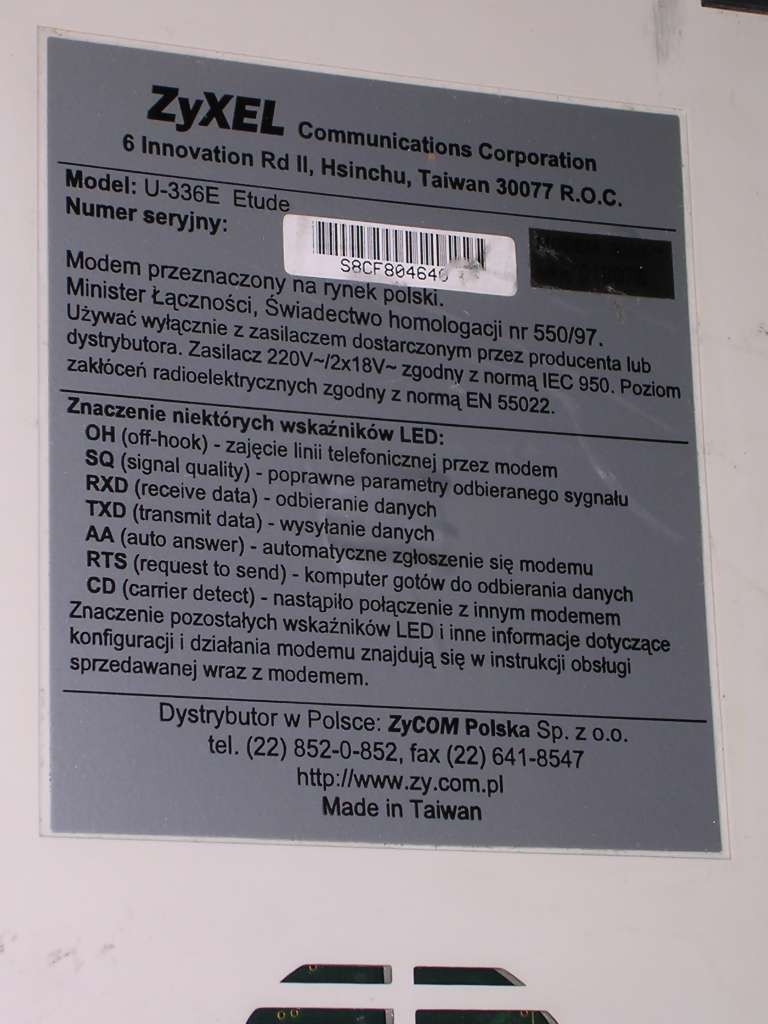 ZyXEL Communications Corporation
6 Innovation Rd II, Hsinchu, Taiwan 30077 R.O.C.
Model: U-336E Etude
Numer seryjny:
Modem przeznaczony na rynek polski.
Minister Łączności, Świadectwo homologacji nr 550/97.
Używać wyłącznie z zasilaczem dostarczonym przez producenta lub
dystrybutora. Zasilacz 220V~/2x18V~ zgodny z normą IEC 950. Poziom
zakłóceń radioelektrycznych zgodny z normą EN 55022.
Znaczenie niektórych wskaźników LED:
OH (off-hook) - zajęcie linii telefonicznej przez modem
SQ (signal quality) - poprawne parametry odbieranego sygnału
RXD (receive data) - odbieranie danych
TXD (transmit data) - wysyłanie danych
AA (auto answer) - automatyczne zgłoszenie się modemu
RTS (request to send) - komputer gotów do odbierania danych
CD (carrier detect) - nastąpiło połączenie z innym modemem
Znaczenie pozostałych wskaźników LED i inne informacje dotyczące
konfiguracji i działania modemu znajdują się w instrukcji obsługi
sprzedawanej wraz z modemem.
Dystrybutor w Polsce: ZyCOM Polska Sp. z o.o.
tel. (22) 852-0-852, fax (22) 641-8547
http://www.zy.com.pl
Made in Taiwan